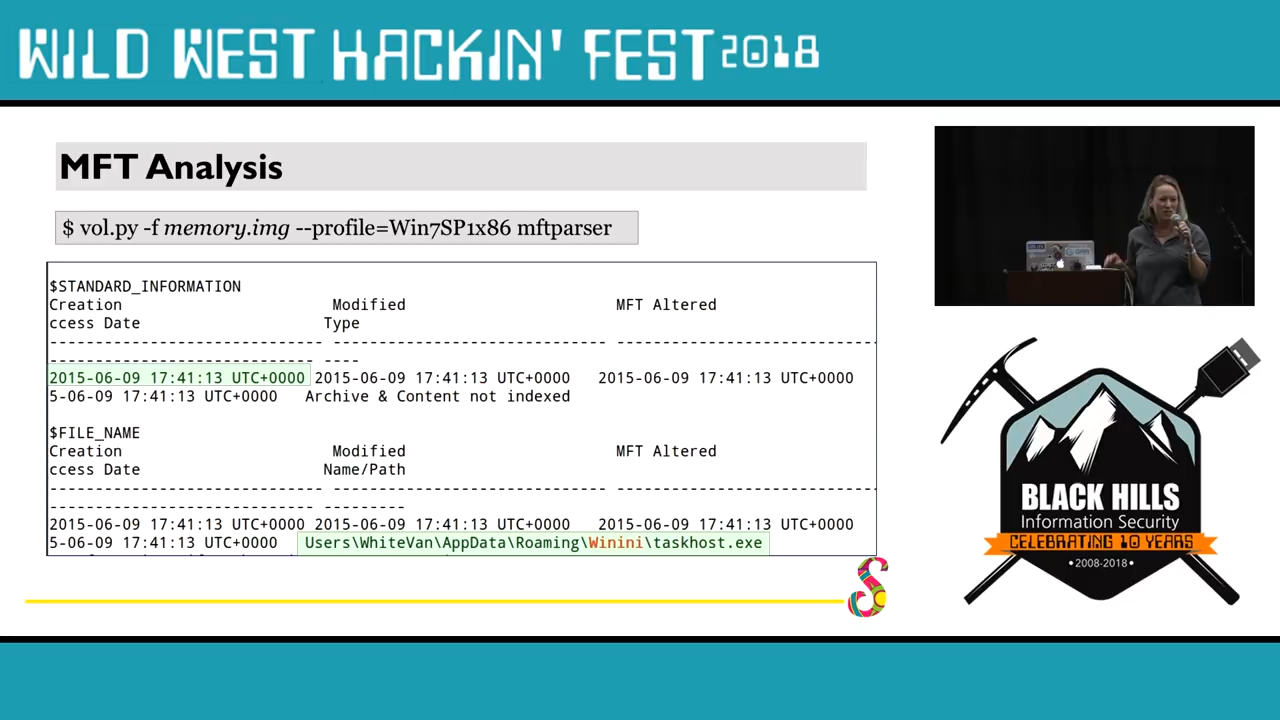 WILD WEST HACKIN' FEST 2018
MFT Analysis
$ vol.py -f memory.img --profile=Win7SP1x86 mftparser
$STANDARD_INFORMATION
Creation Modified MFT Altered
ccess Date Type
------------------------------ ------------------------------ -----------------------------
----------------------------- ----
2015-06-09 17:41:13 UTC+0000 2015-06-09 17:41:13 UTC+0000 2015-06-09 17:41:13 UTC+0000
5-06-09 17:41:13 UTC+0000 Archive & Content not indexed
$FILE_NAME
Creation Modified MFT Altered
ccess Date Name/Path
------------------------------ ------------------------------ -----------------------------
----------------------------- ---------
2015-06-09 17:41:13 UTC+0000 2015-06-09 17:41:13 UTC+0000 2015-06-09 17:41:13 UTC+0000
5-06-09 17:41:13 UTC+0000 Users\WhiteVan\AppData\Roaming\Winini\taskhost.exe
BLACK HILLS
Information Security
CELEBRATING 10 YEARS
•2008-2018•